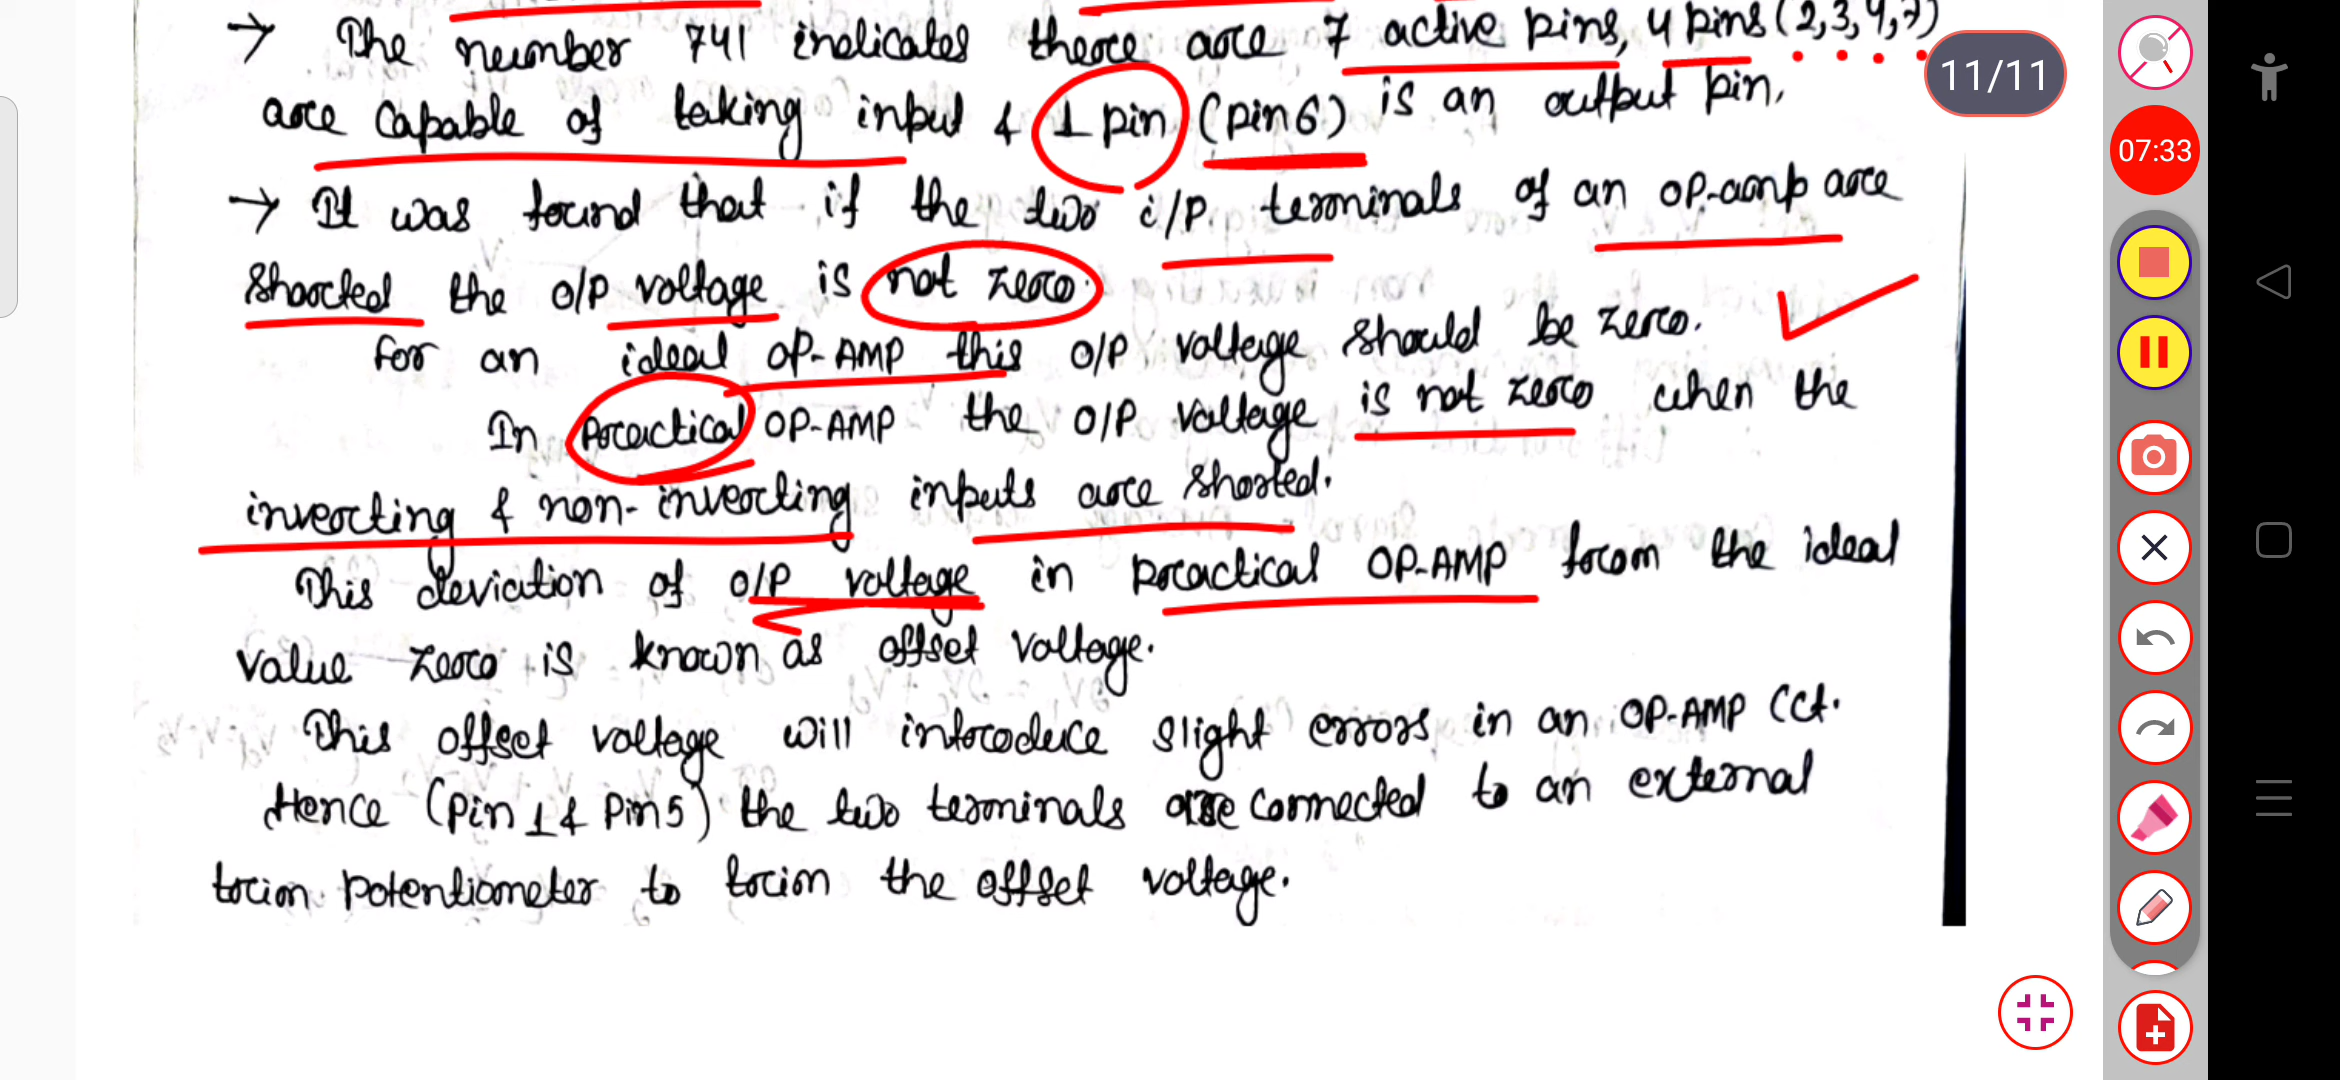 → The number 741 indicates there are 7 active pins, 4 pins (2,3,4,7)
11/11
are capable of taking input & 1 pin (pin 6) is an output pin.
07:33
→ It was found that if the two i/p terminals of an op-amp are
shorted the o/p voltage is not zero.
for an ideal OP-AMP this o/p voltage should be zero.
In practical OP-AMP the o/p voltage is not zero when the
inverting & non-inverting inputs are shorted.
This deviation of o/p voltage in practical OP-AMP from the ideal
value zero is known as offset voltage.
This offset voltage will introduce slight errors in an OP-AMP cct.
Hence (Pin 1 & Pin 5) the two terminals are connected to an external
trim potentiometer to trim the offset voltage.